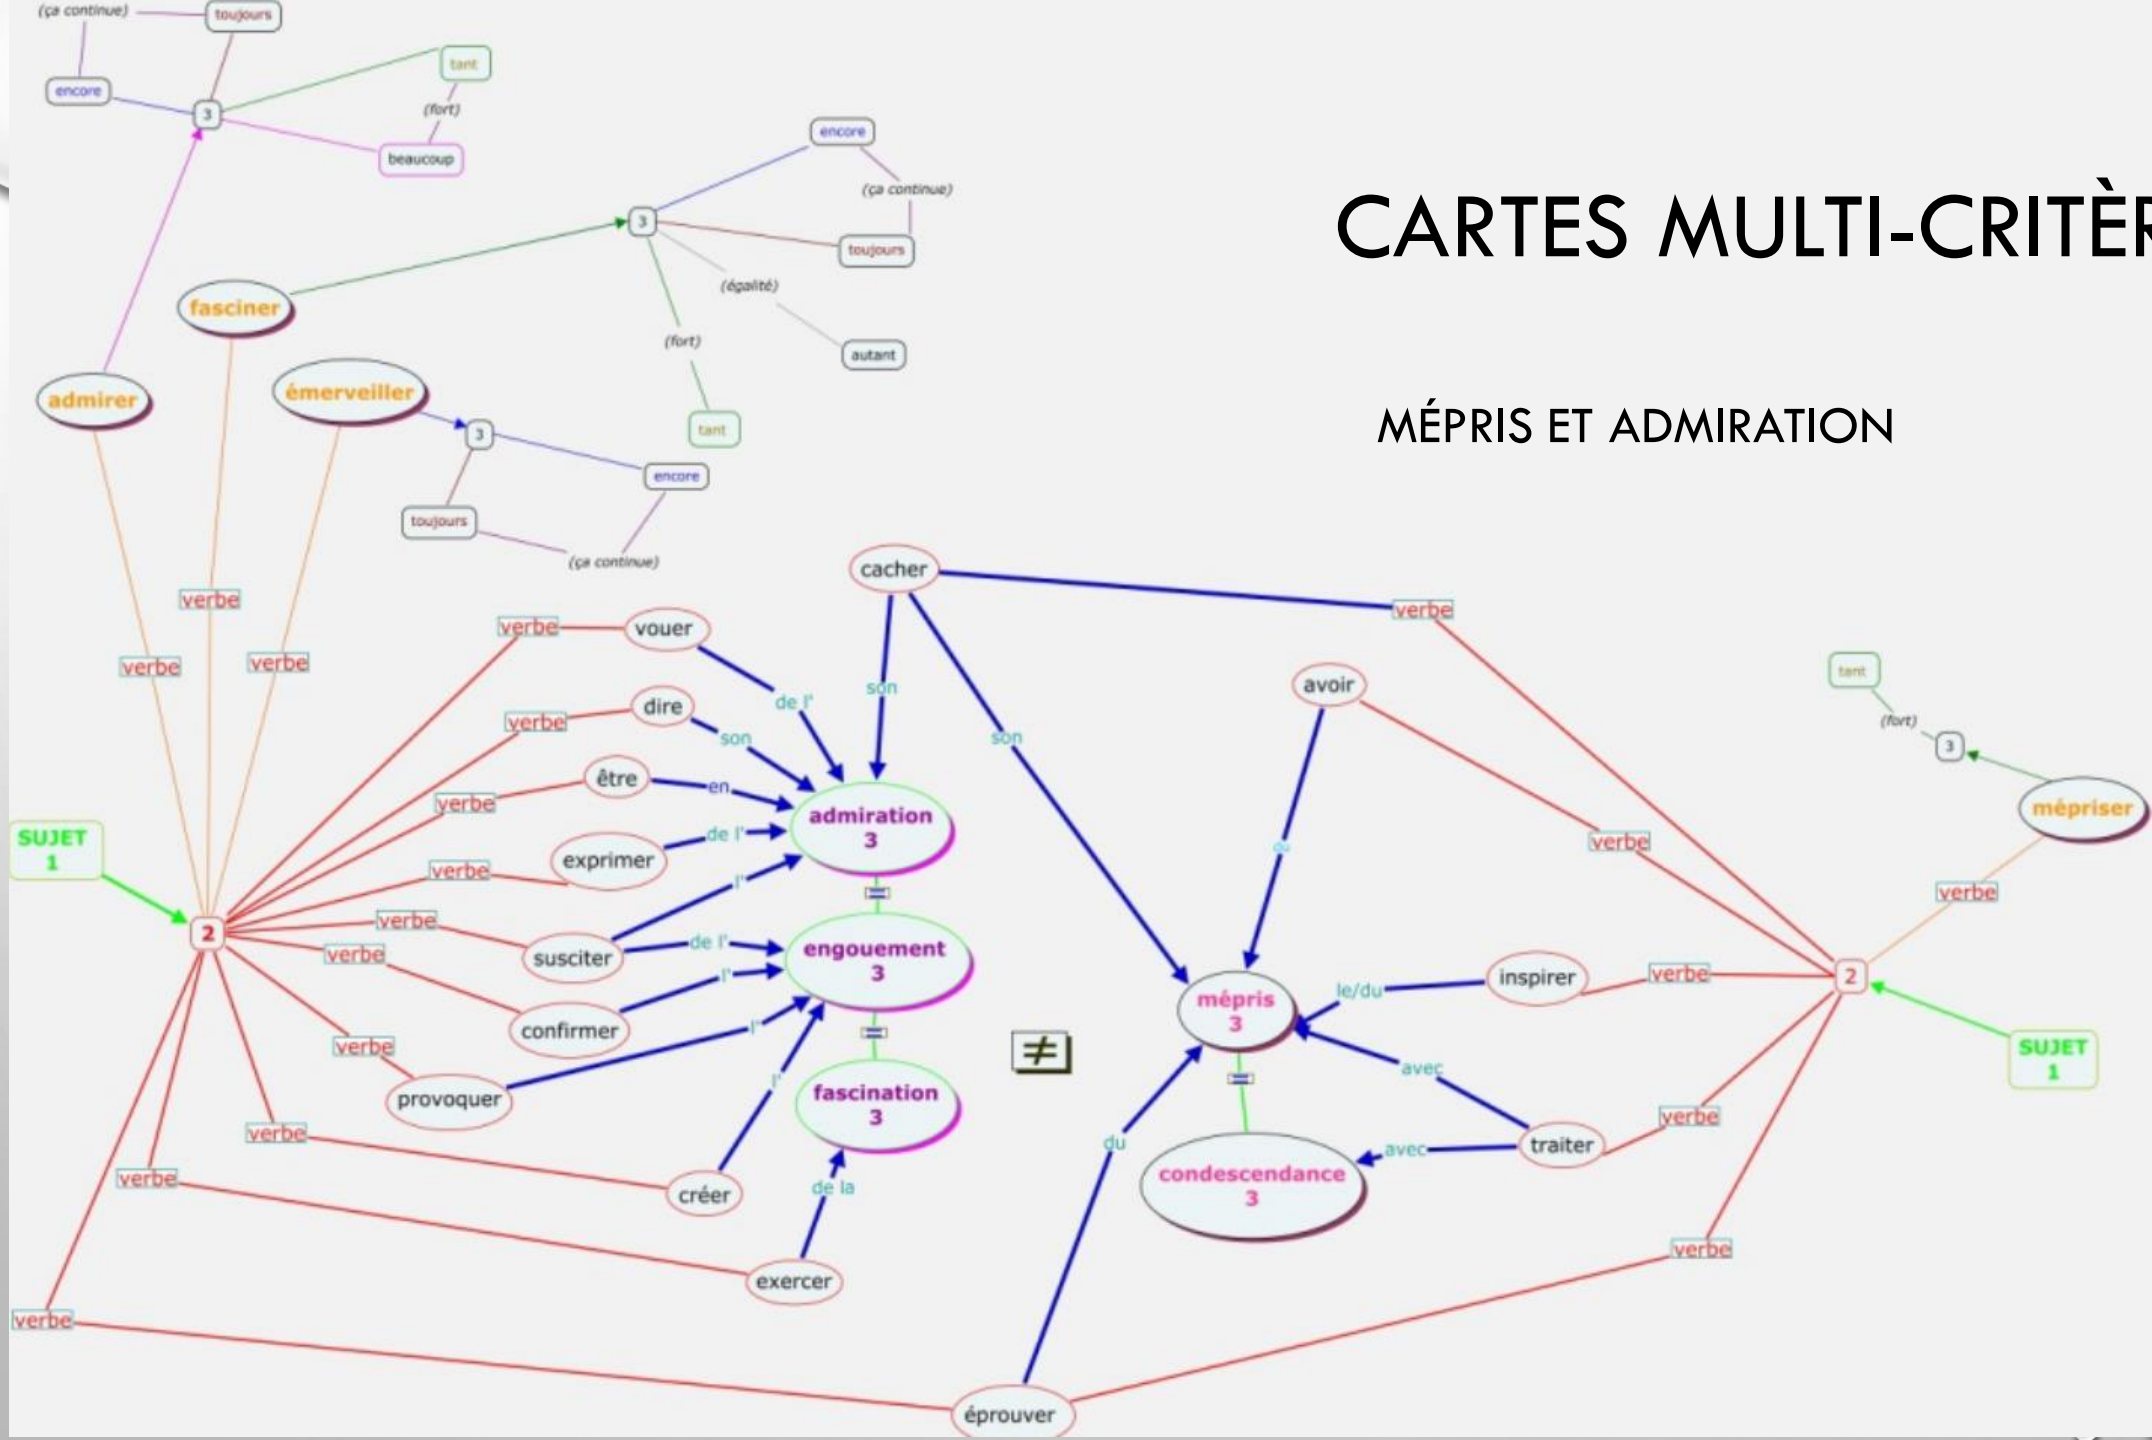 (ça continue)
toujours
tant
encore
3
(fort)
beaucoup
encore
(ça continue)
3
toujours
(égalité)
fasciner
(fort)
autant
émerveiller
admirer
3
tant
encore
toujours
(ça continue)
CARTES MULTI-CRITÈR
MÉPRIS ET ADMIRATION
cacher
verbe
verbe
verbe
vouer
verbe
verbe
tant
avoir
son
de l'
dire
verbe
son
son
(fort)
3
être
en
verbe
mépriser
admiration
3
SUJET
1
de l'
exprimer
verbe
verbe
l'
verbe
verbe
2
de l'
engouement
3
susciter
verbe
l'
inspirer
verbe
2
le/du
mépris
3
confirmer
l'
verbe
≠
SUJET
1
avec
provoquer
l'
fascination
3
verbe
verbe
du
traiter
avec
condescendance
3
verbe
de la
créer
verbe
exercer
verbe
éprouver